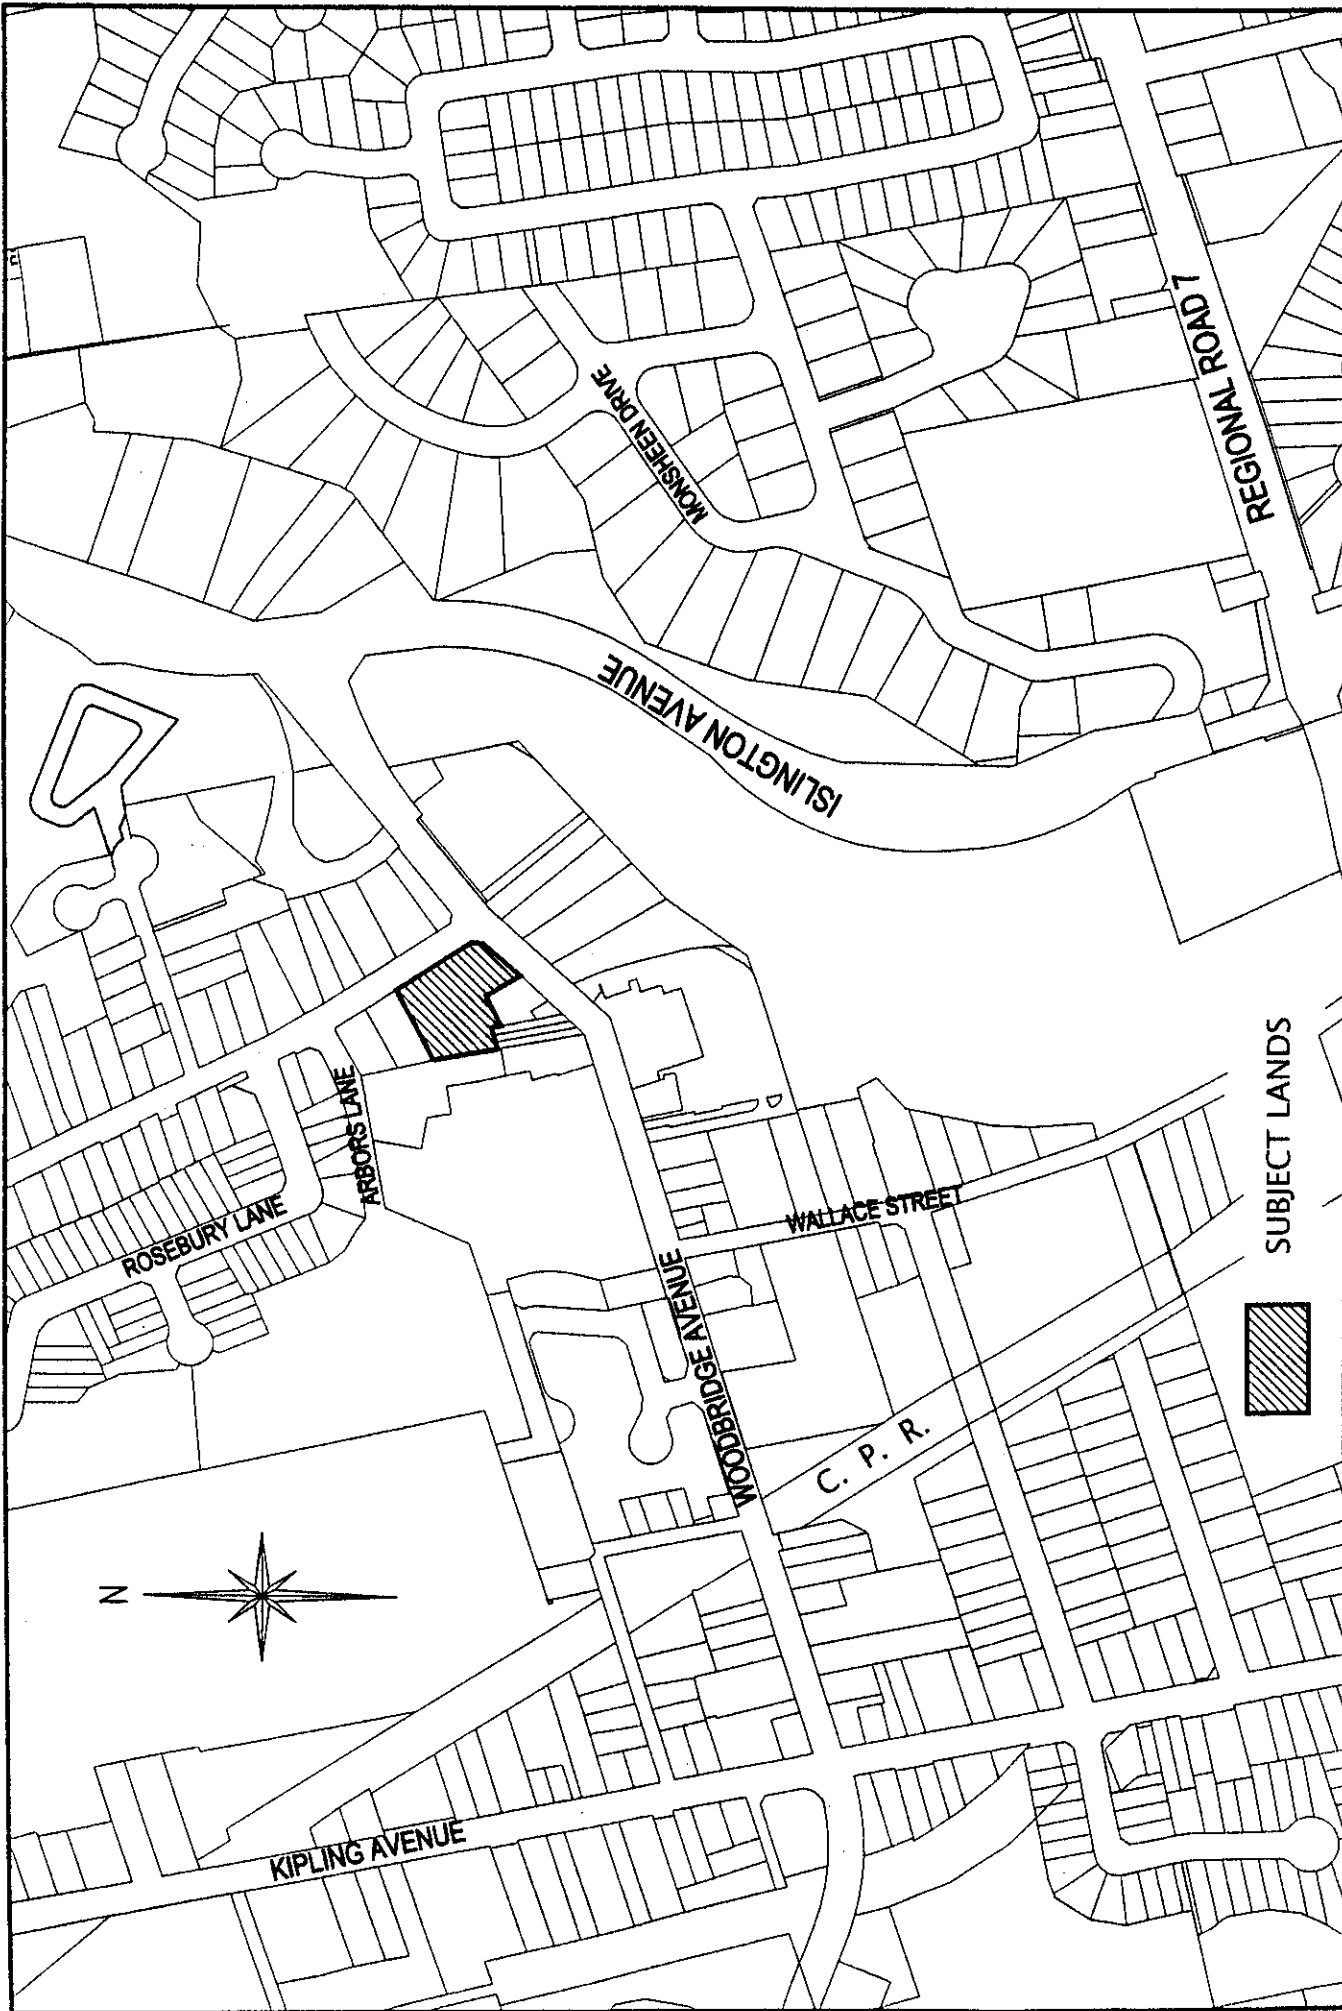 N
ROSEBURY LANE
ARBORS LANE
KIPLING AVENUE
WOODBRIDGE AVENUE
WALLACE STREET
C. P. R.
ISLINGTON AVENUE
MONSHEEN DRIVE
REGIONAL ROAD 7
SUBJECT LANDS